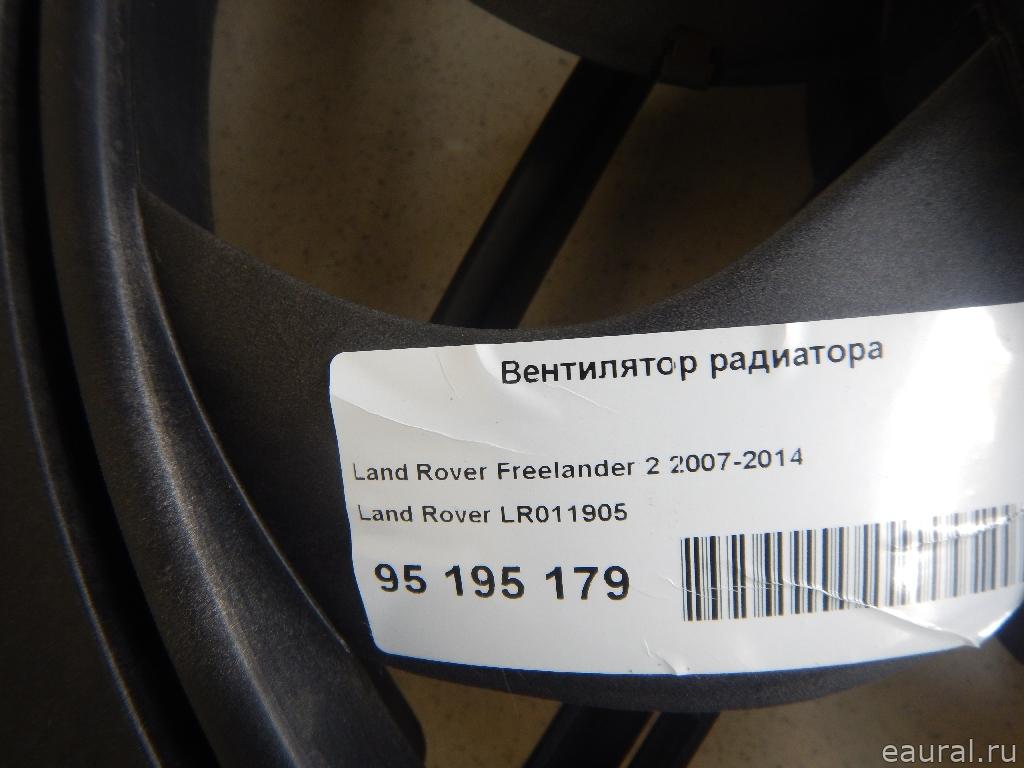 Вентилятор радиатора
Land Rover Freelander 2 2007-2014
Land Rover LR011905
95 195 179
eaural.ru